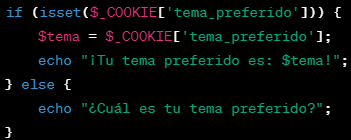 if (isset($_COOKIE['tema_preferido'])) {
    $tema = $_COOKIE['tema_preferido'];
    echo "¡Tu tema preferido es: $tema!";
} else {
    echo "¿Cuál es tu tema preferido?";
}